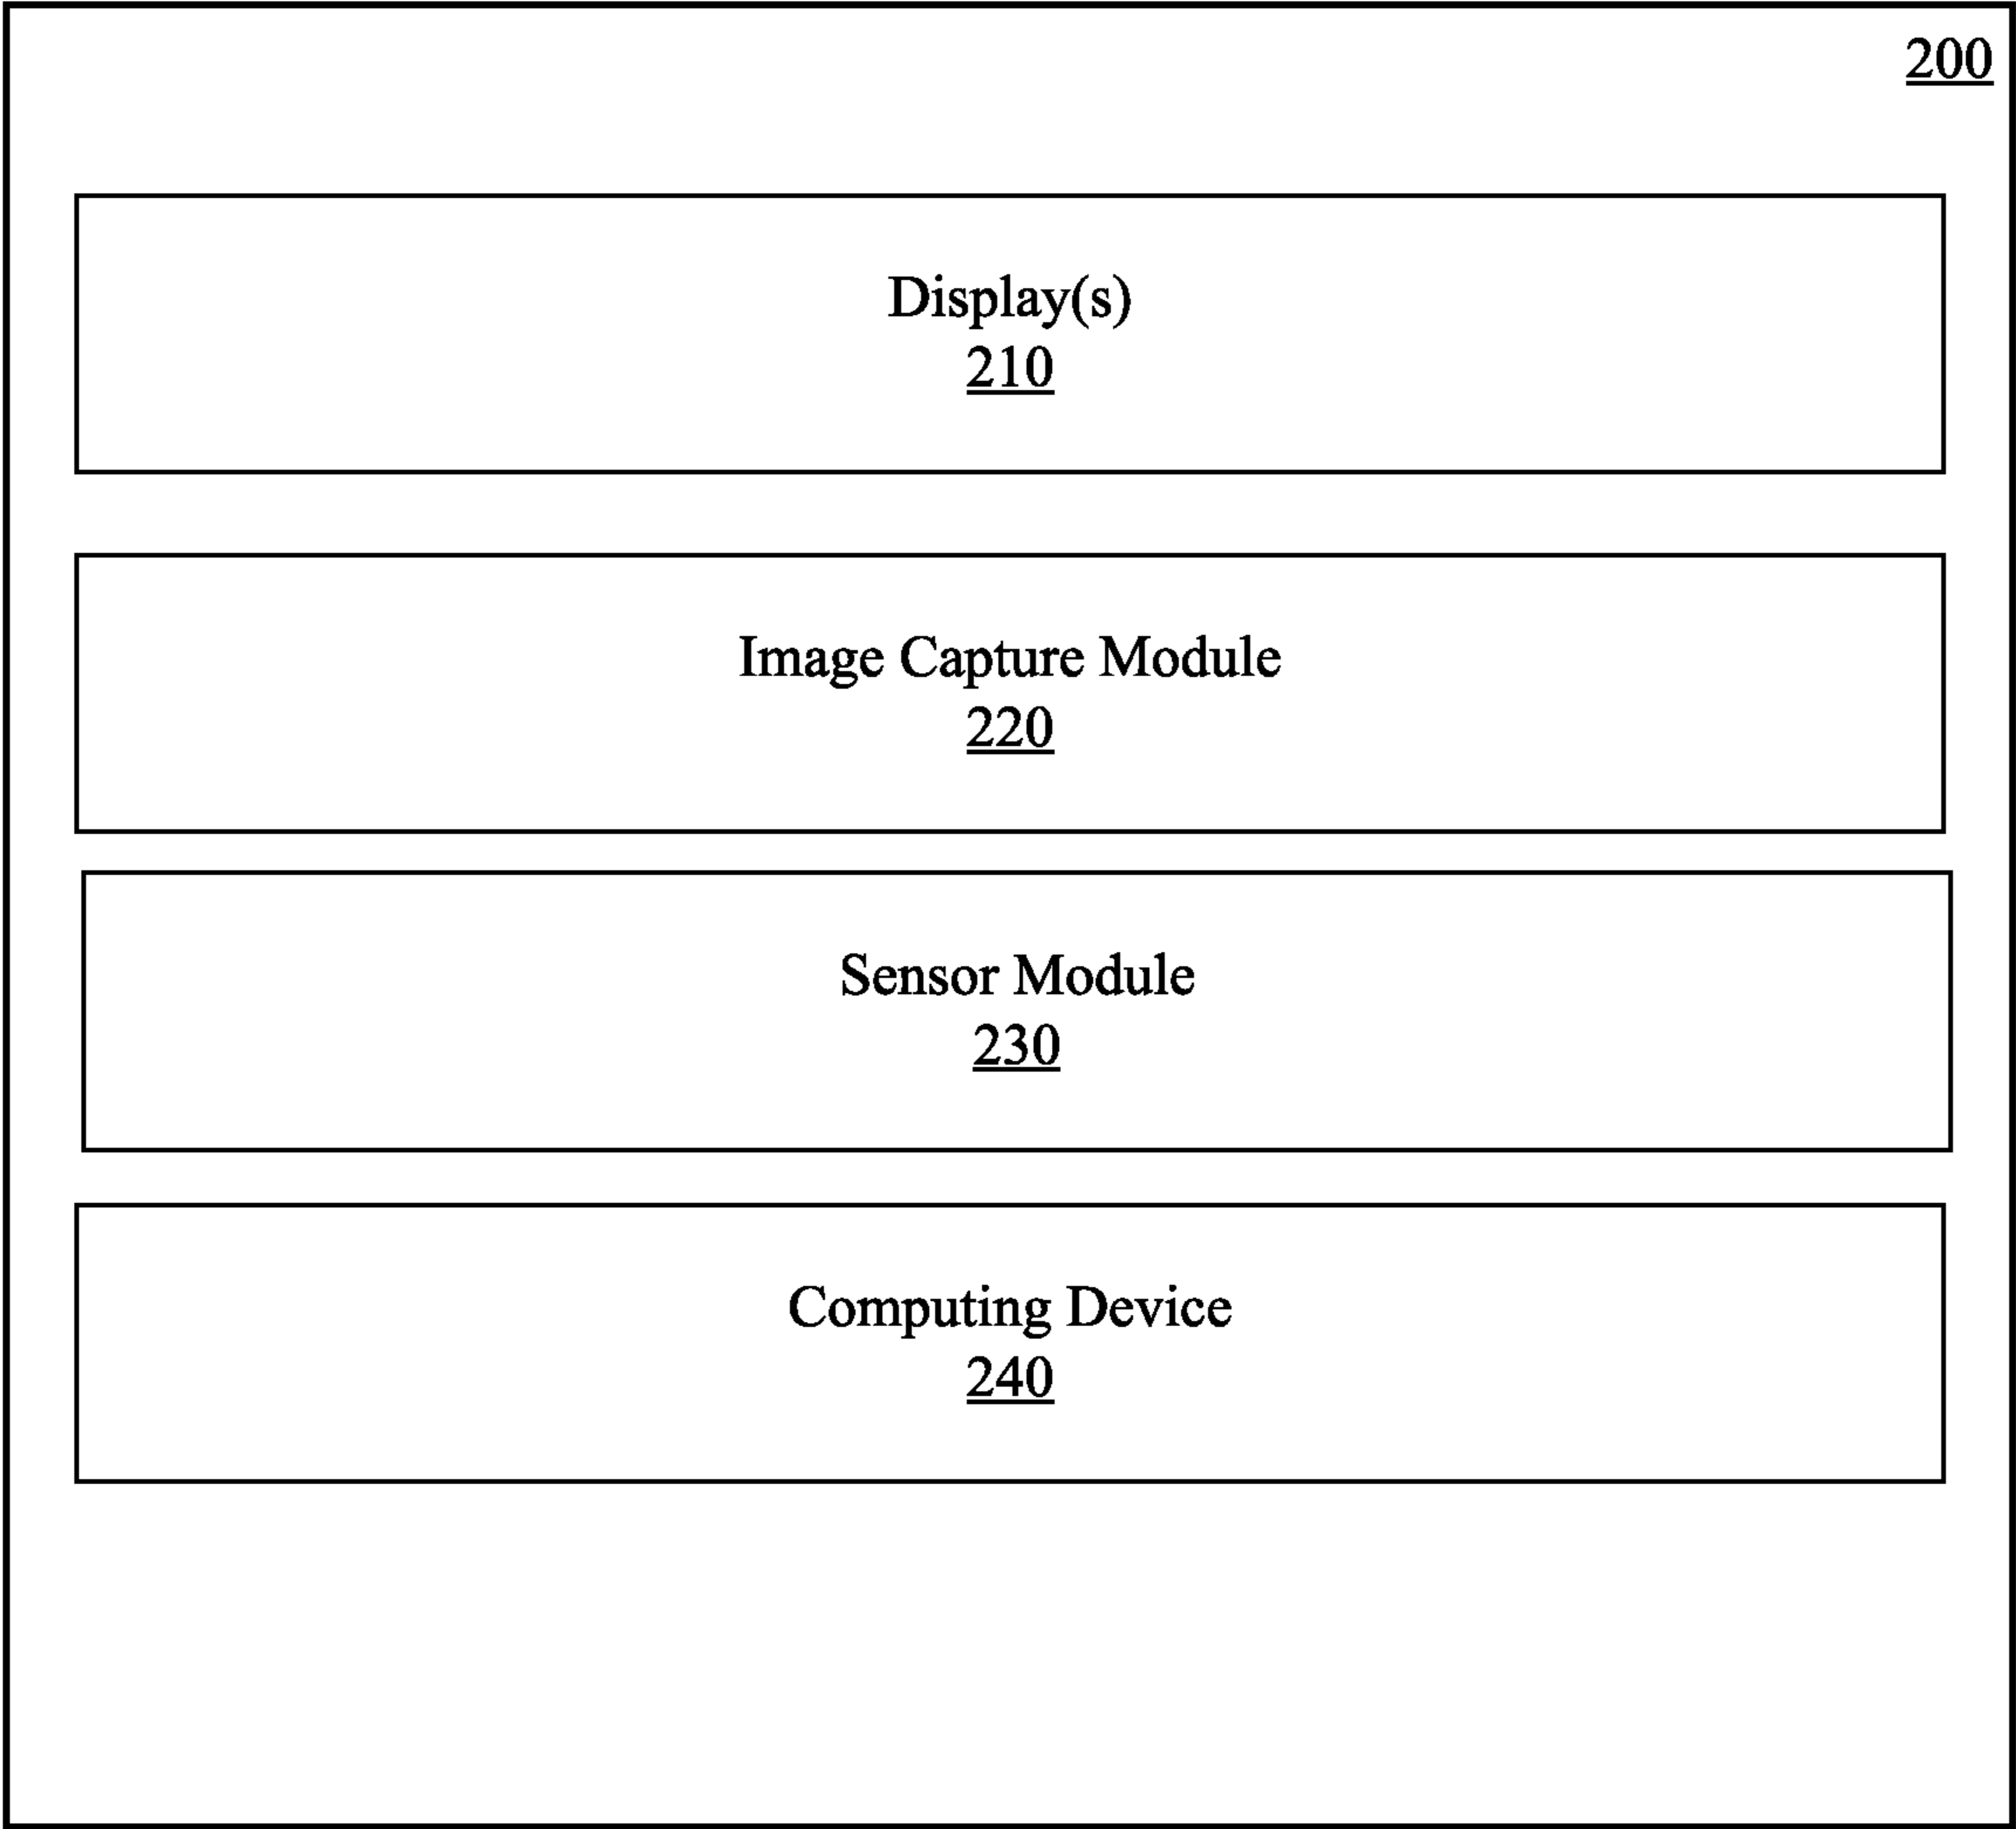 200
Display(s)
210
Image Capture Module
220
Sensor Module
230
Computing Device
240